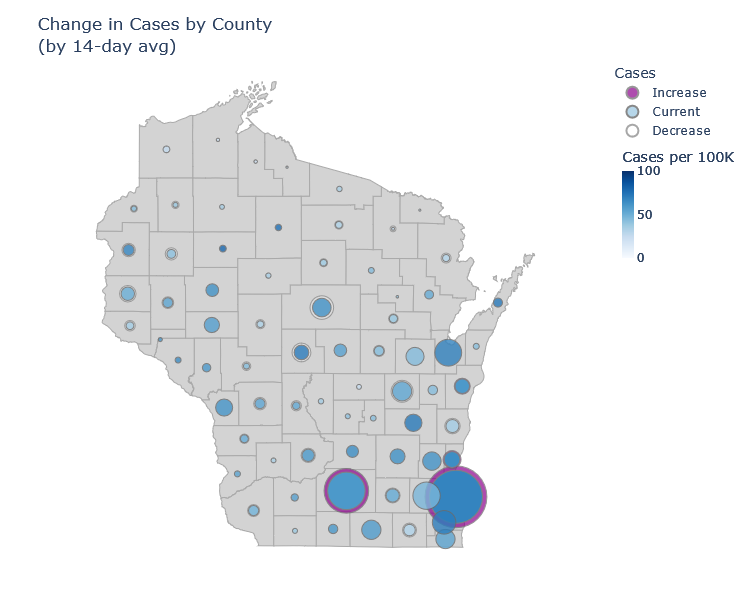 Change in Cases by County
(by 14-day avg)
Cases
Increase
Current
Decrease
Cases per 100K
100
50
0